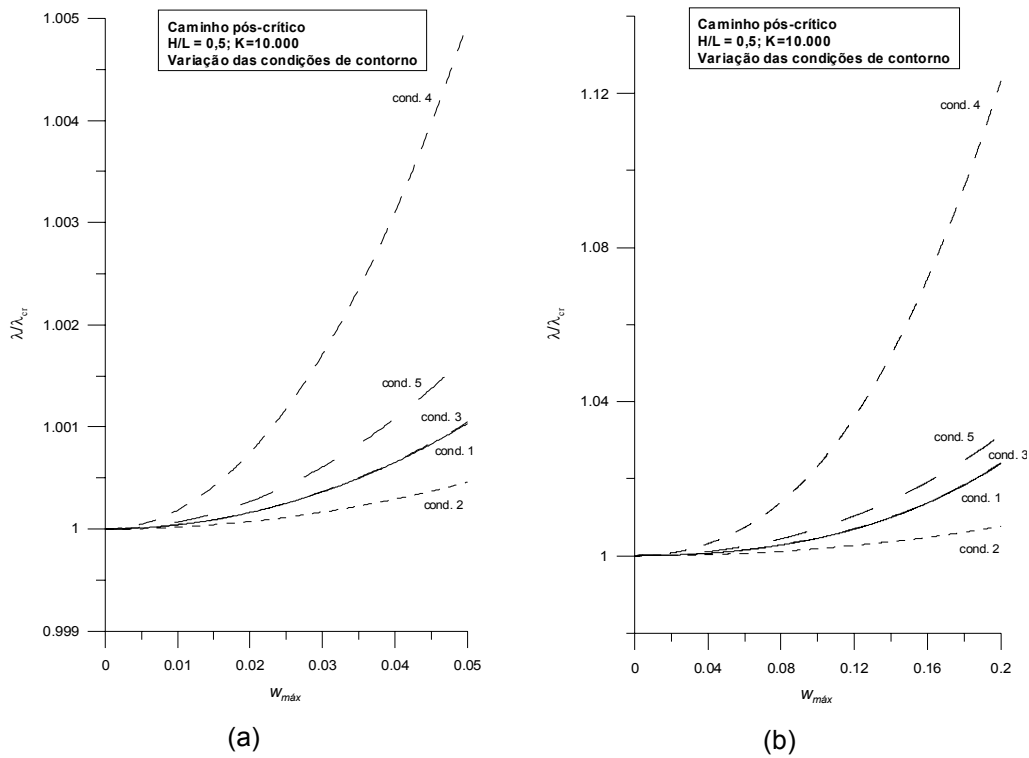 Caminho pós-crítico
H/L = 0,5; K=10.000
Variação das condições de contorno
1.005
1.004
1.003
1.002
1.001
1
0.999
λ/λcr
cond. 4
cond. 5
cond. 3
cond. 1
cond. 2
0
0.01
0.02
0.03
0.04
0.05
wmáx
(a)
Caminho pós-crítico
H/L = 0,5; K=10.000
Variação das condições de contorno
1.12
1.08
1.04
1
λ/λcr
cond. 4
cond. 5
cond. 3
cond. 1
cond. 2
0
0.04
0.08
0.12
0.16
0.2
wmáx
(b)